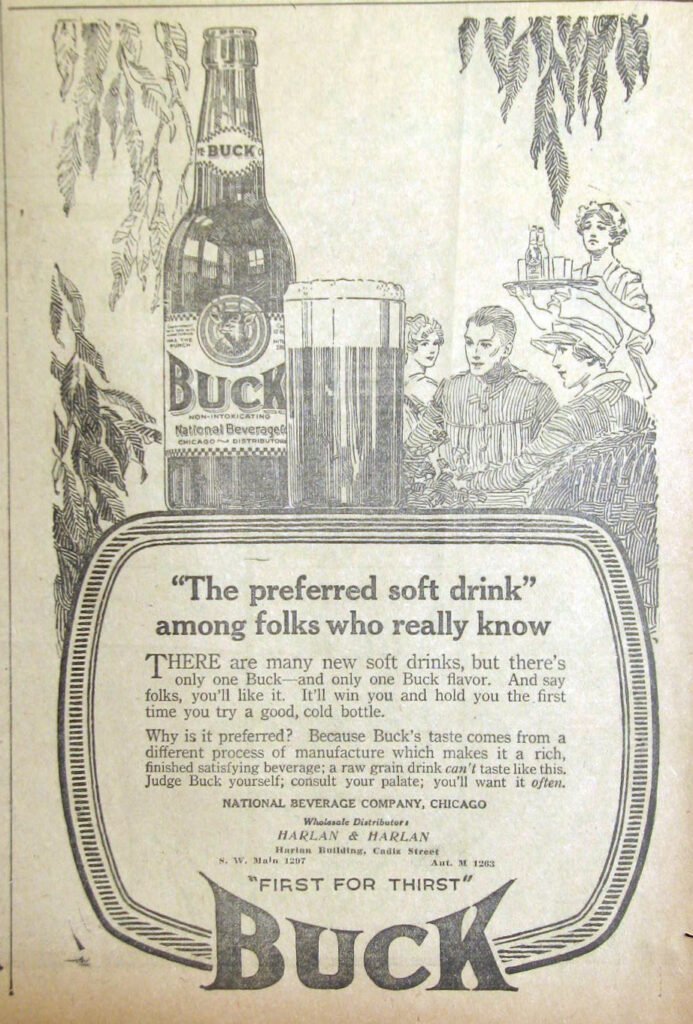 BUCK
HAS THE
PUNCH
BUCK
NON-INTOXICATING
National Beverage Co
CHICAGO DISTRIBUTOR
"The preferred soft drink"
among folks who really know
THERE are many new soft drinks, but there's
only one Buck—and only one Buck flavor. And say
folks, you'll like it. It'll win you and hold you the first
time you try a good, cold bottle.
Why is it preferred? Because Buck's taste comes from a
different process of manufacture which makes it a rich,
finished satisfying beverage; a raw grain drink can't taste like this.
Judge Buck yourself; consult your palate; you'll want it often.
NATIONAL BEVERAGE COMPANY, CHICAGO
Wholesale Distributors
HARLAN & HARLAN
Harlan Building, Cadiz Street
S. W. Main 1297 Aut. M 1263
"FIRST FOR THIRST"
BUCK